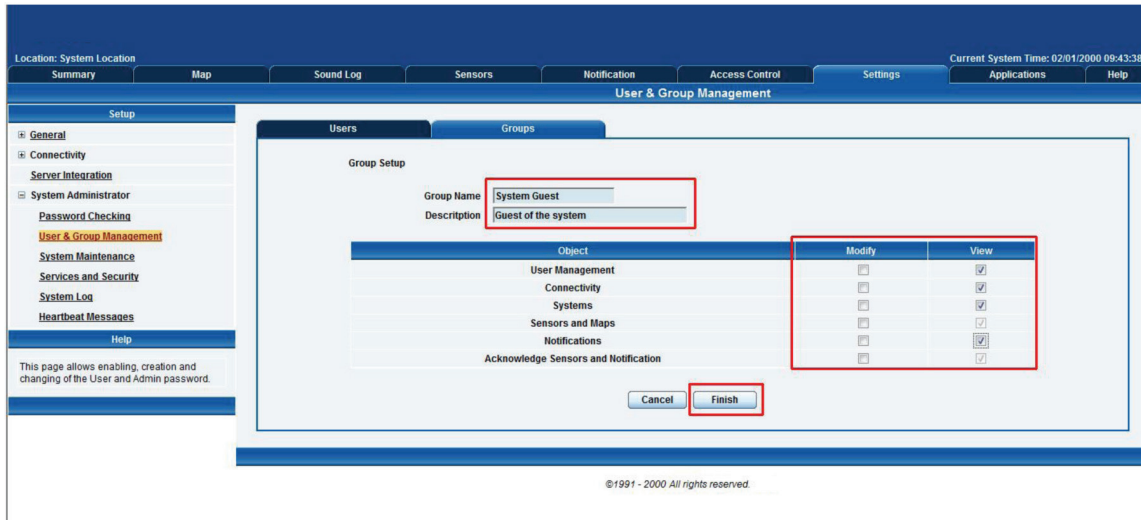 Location: System Location
Current System Time: 02/01/2000 09:43:38
Summary Map Sound Log Sensors Notification Access Control Settings Applications Help
User & Group Management
Setup
General
Connectivity
Server Integration
System Administrator
Password Checking
User & Group Management
System Maintenance
Services and Security
System Log
Heartbeat Messages
Help
This page allows enabling, creation and
changing of the User and Admin password.
Users Groups
Group Setup
Group Name System Guest
Descritption Guest of the system
Object Modify View
User Management
Connectivity
Systems
Sensors and Maps
Notifications
Acknowledge Sensors and Notification
Cancel Finish
©1991 - 2000 All rights reserved.